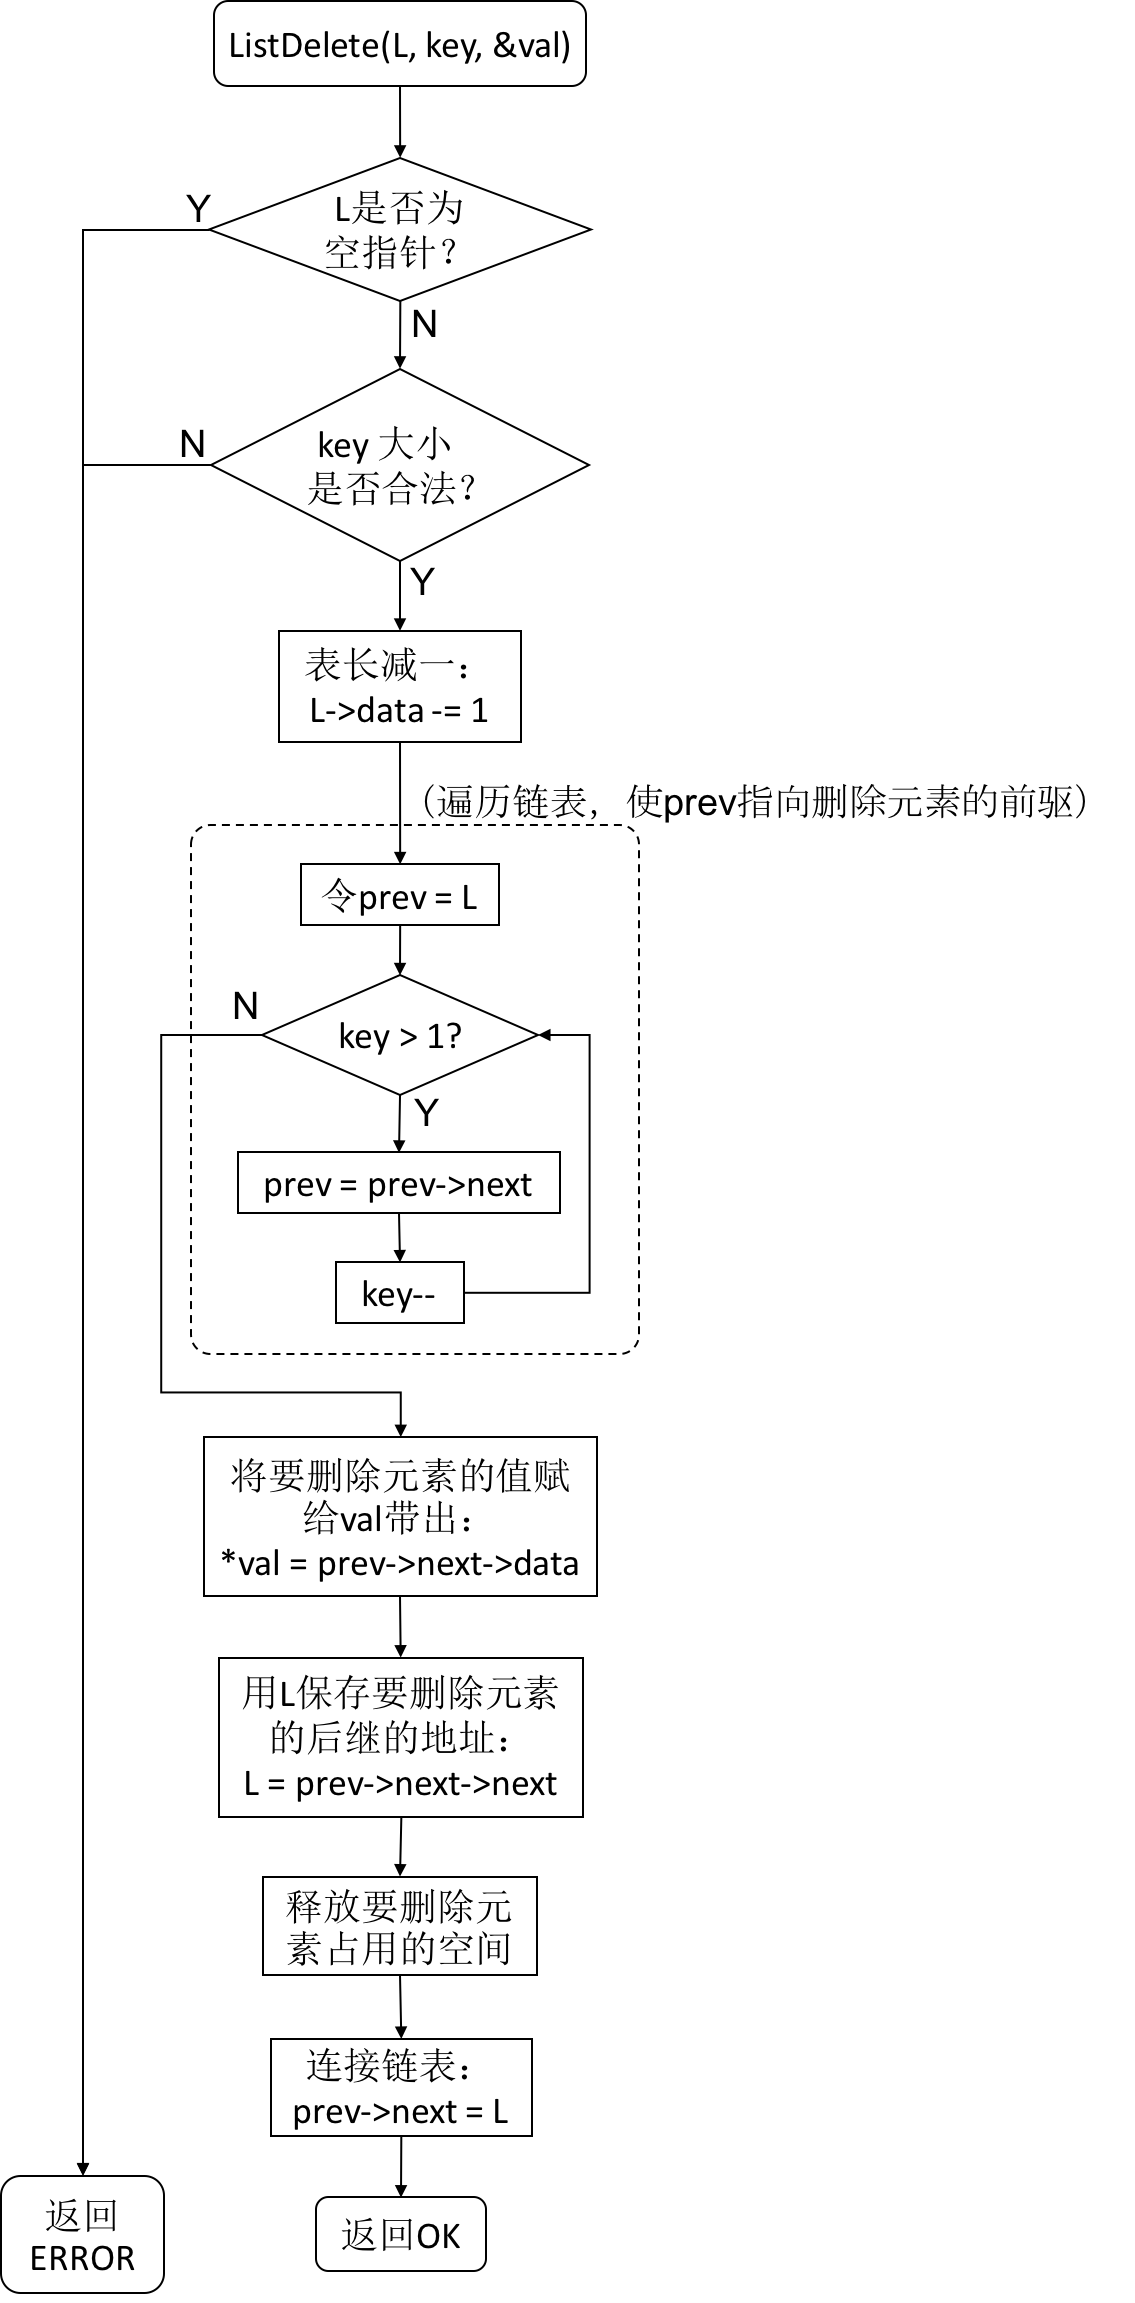 ListDelete(L, key, &val)
Y
L是否为
空指针？
N
N
key 大小
是否合法？
Y
表长减一：
L->data -= 1
（遍历链表，使prev指向删除元素的前驱）
令prev = L
N
key > 1?
Y
prev = prev->next
key--
将要删除元素的值赋
给val带出：
*val = prev->next->data
用L保存要删除元素
的后继的地址：
L = prev->next->next
释放要删除元
素占用的空间
连接链表：
prev->next = L
返回
ERROR
返回OK